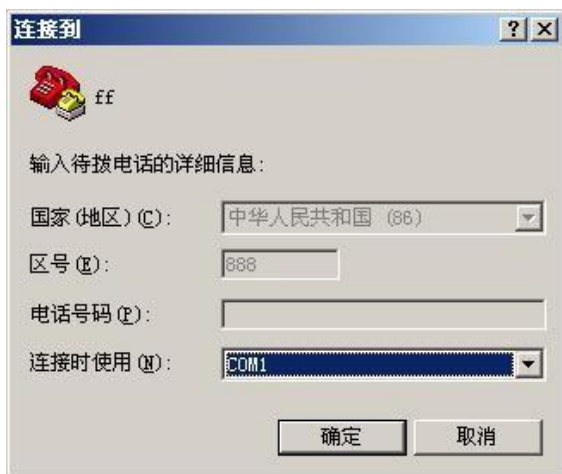 连接到
ff
输入待拨电话的详细信息:
国家(地区)(C): 中华人民共和国 (86)
区号(E): 888
电话号码(P):
连接时使用(N): COM1
确定 取消